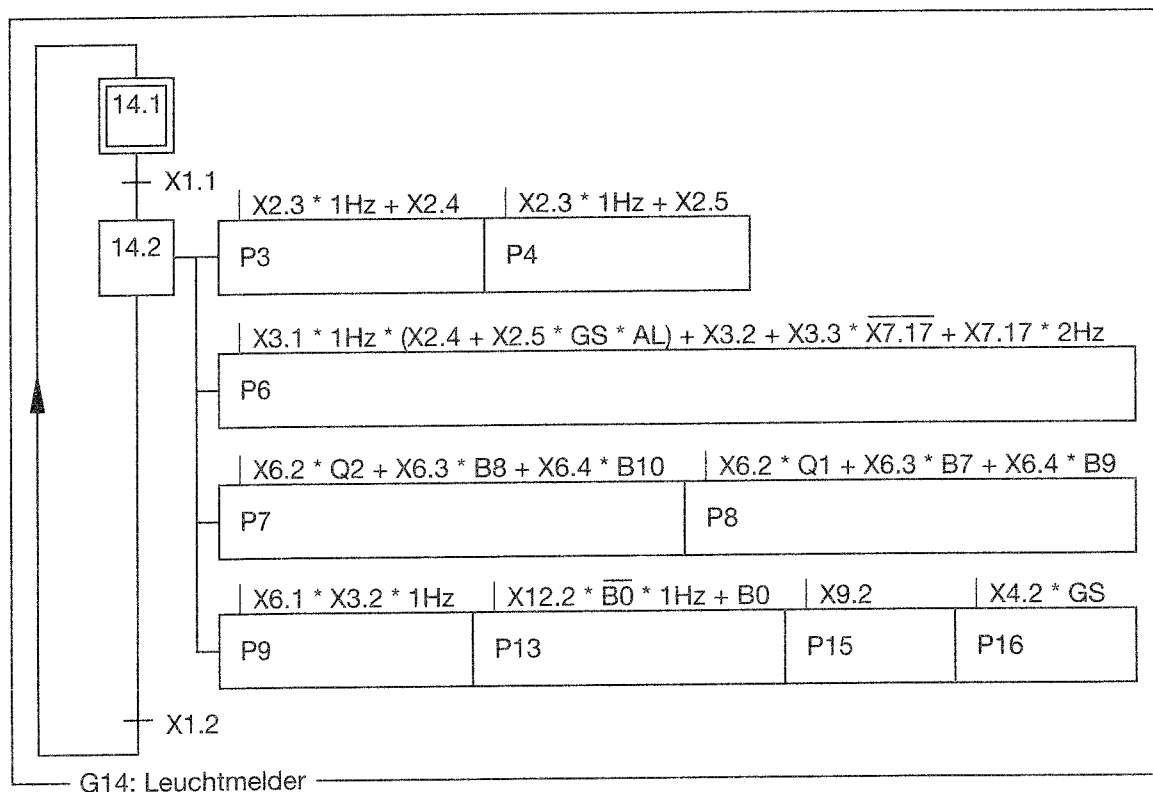 14.1
X1.1
X2.3 * 1Hz + X2.4 X2.3 * 1Hz + X2.5
14.2
P3 P4
X3.1 * 1Hz * (X2.4 + X2.5 * GS * AL) + X3.2 + X3.3 * X̅7̅.̅1̅7̅ + X7.17 * 2Hz
P6
X6.2 * Q2 + X6.3 * B8 + X6.4 * B10 X6.2 * Q1 + X6.3 * B7 + X6.4 * B9
P7 P8
X6.1 * X3.2 * 1Hz X12.2 * B̅0̅ * 1Hz + B0 X9.2 X4.2 * GS
P9 P13 P15 P16
X1.2
G14: Leuchtmelder